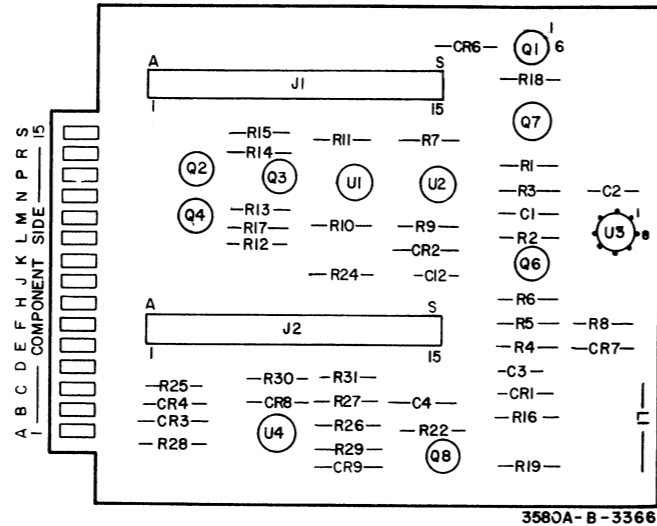 CR6
1
Q1
6
A
S
J1
R18
1
15
Q7
R15
R11
R7
R14
Q2
Q3
U1
U2
R1
R3
C2
Q4
R13
C1
1
R17
R10
R9
U3
8
R12
R2
CR2
Q6
R24
C12
R6
A
S
J2
R5
R8
1
15
R4
CR7
R25
R30
R31
C3
CR4
CR8
R27
C4
CR1
CR3
R26
R16
U4
R22
R28
R29
Q8
CR9
R19
L1
A B C D E F H J K L M N P R S
1 COMPONENT SIDE 15
3580A-B-3366